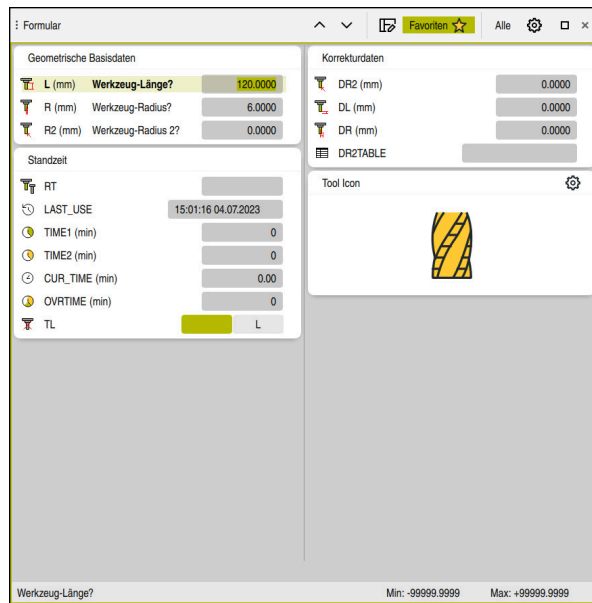 Formular
Favoriten
Alle
Geometrische Basisdaten
L (mm) Werkzeug-Länge? 120.0000
R (mm) Werkzeug-Radius? 6.0000
R2 (mm) Werkzeug-Radius 2? 0.0000
Standzeit
RT
LAST_USE 15:01:16 04.07.2023
TIME1 (min) 0
TIME2 (min) 0
CUR_TIME (min) 0.00
OVRTIME (min) 0
TL L
Korrekturdaten
DR2 (mm) 0.0000
DL (mm) 0.0000
DR (mm) 0.0000
DR2TABLE
Tool Icon
Werkzeug-Länge? Min: -99999.9999 Max: +99999.9999